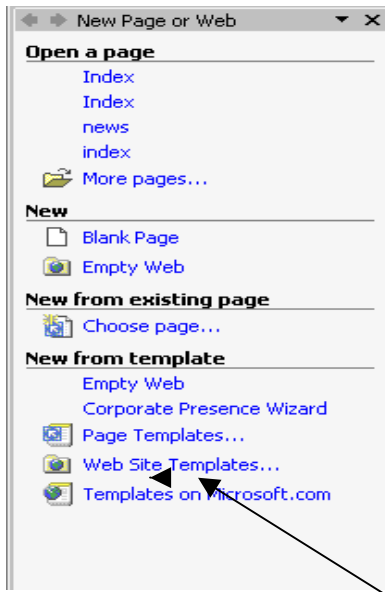 New Page or Web
Open a page
Index
Index
news
index
More pages...
New
Blank Page
Empty Web
New from existing page
Choose page...
New from template
Empty Web
Corporate Presence Wizard
Page Templates...
Web Site Templates...
Templates on Microsoft.com